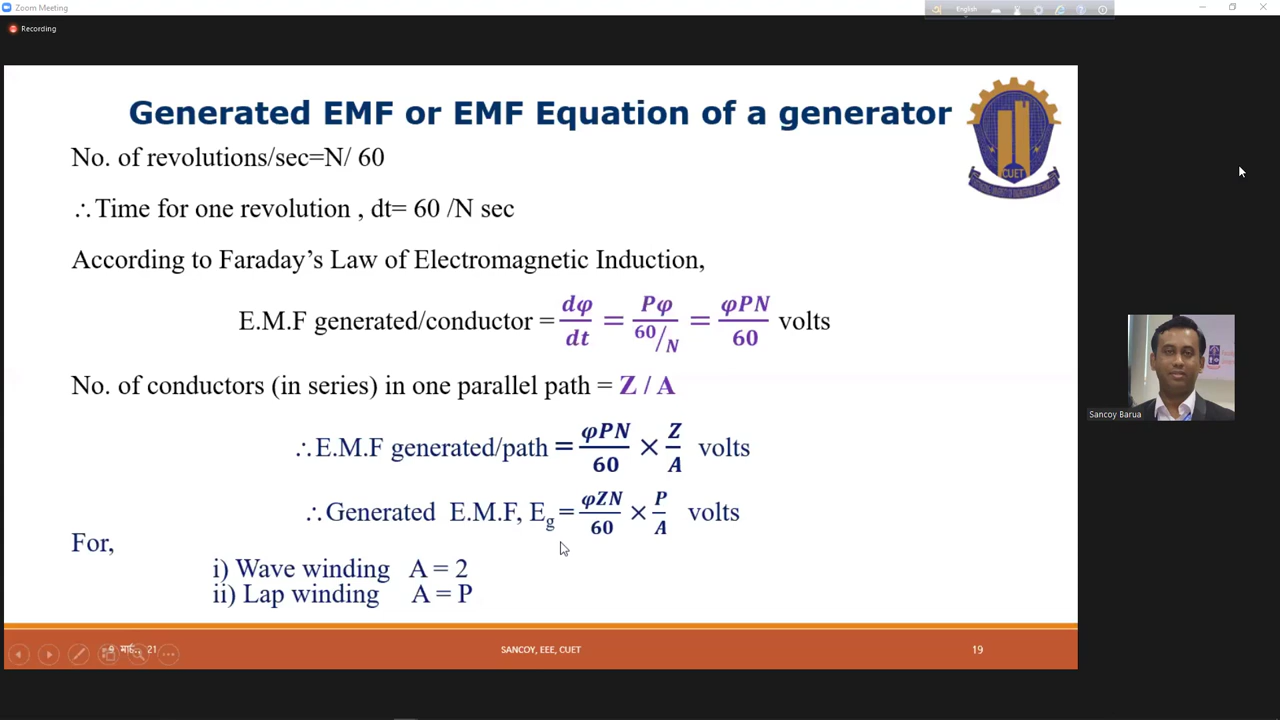 Zoom Meeting
English
Recording
Generated EMF or EMF Equation of a generator
No. of revolutions/sec=N/ 60
∴Time for one revolution , dt= 60 /N sec
According to Faraday’s Law of Electromagnetic Induction,
E.M.F generated/conductor = dφ/dt = Pφ/(60/N) = φPN/60 volts
No. of conductors (in series) in one parallel path = Z / A
∴E.M.F generated/path = φPN/60 × Z/A volts
∴Generated E.M.F, Eg = φZN/60 × P/A volts
For,
i) Wave winding A = 2
ii) Lap winding A = P
CUET
Sancoy Barua
9 মার্চ, 21
SANCOY, EEE, CUET
19